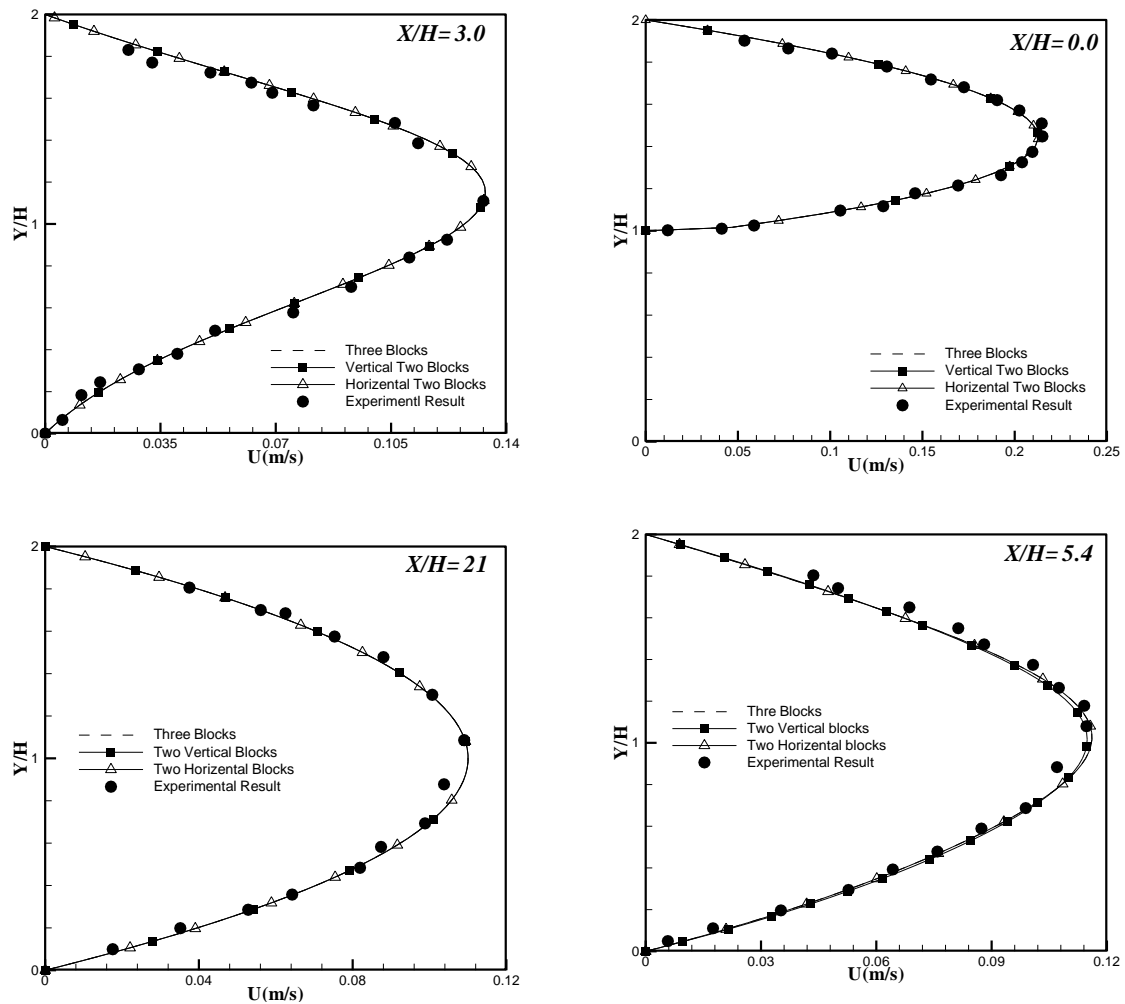 2
X/H=3.0
Y/H
1
Three Blocks
Vertical Two Blocks
Horizental Two Blocks
Experimentl Result
0
0 0.035 0.07 0.105 0.14
U(m/s)
2
X/H=0.0
Y/H
1
Three Blocks
Vertical Two Blocks
Horizental Two Blocks
Experimental Result
2
0 0.05 0.1 0.15 0.2 0.25
U(m/s)
2
X/H=21
Y/H
1
Three Blocks
Two Vertical Blocks
Two Horizental Blocks
Experimental Result
0
0 0.04 0.08 0.12
U(m/s)
2
X/H=5.4
Y/H
1
Thre Blocks
Two Vertical blocks
Two Horizental blocks
Experimental Result
0
0 0.03 0.06 0.09 0.12
U(m/s)